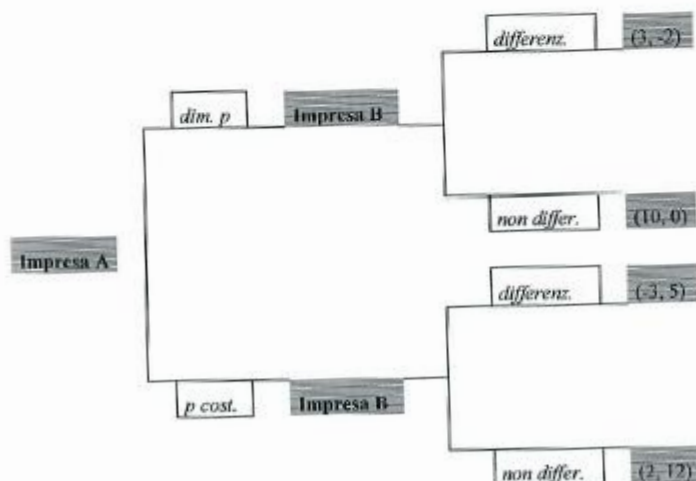 differenz. (3, -2)
dim. p Impresa B
non differ. (10, 0)
Impresa A
differenz. (-3, 5)
p cost. Impresa B
non differ. (2, 12)